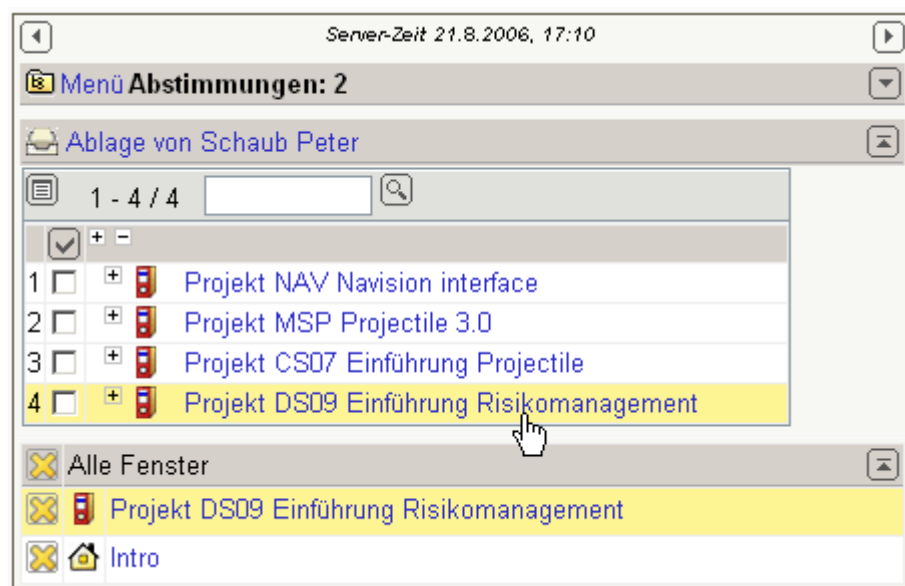 Server-Zeit 21.8.2006, 17:10
Menü Abstimmungen: 2
Ablage von Schaub Peter
1 - 4 / 4
1 Projekt NAV Navision interface
2 Projekt MSP Projectile 3.0
3 Projekt CS07 Einführung Projectile
4 Projekt DS09 Einführung Risikomanagement
Alle Fenster
Projekt DS09 Einführung Risikomanagement
Intro